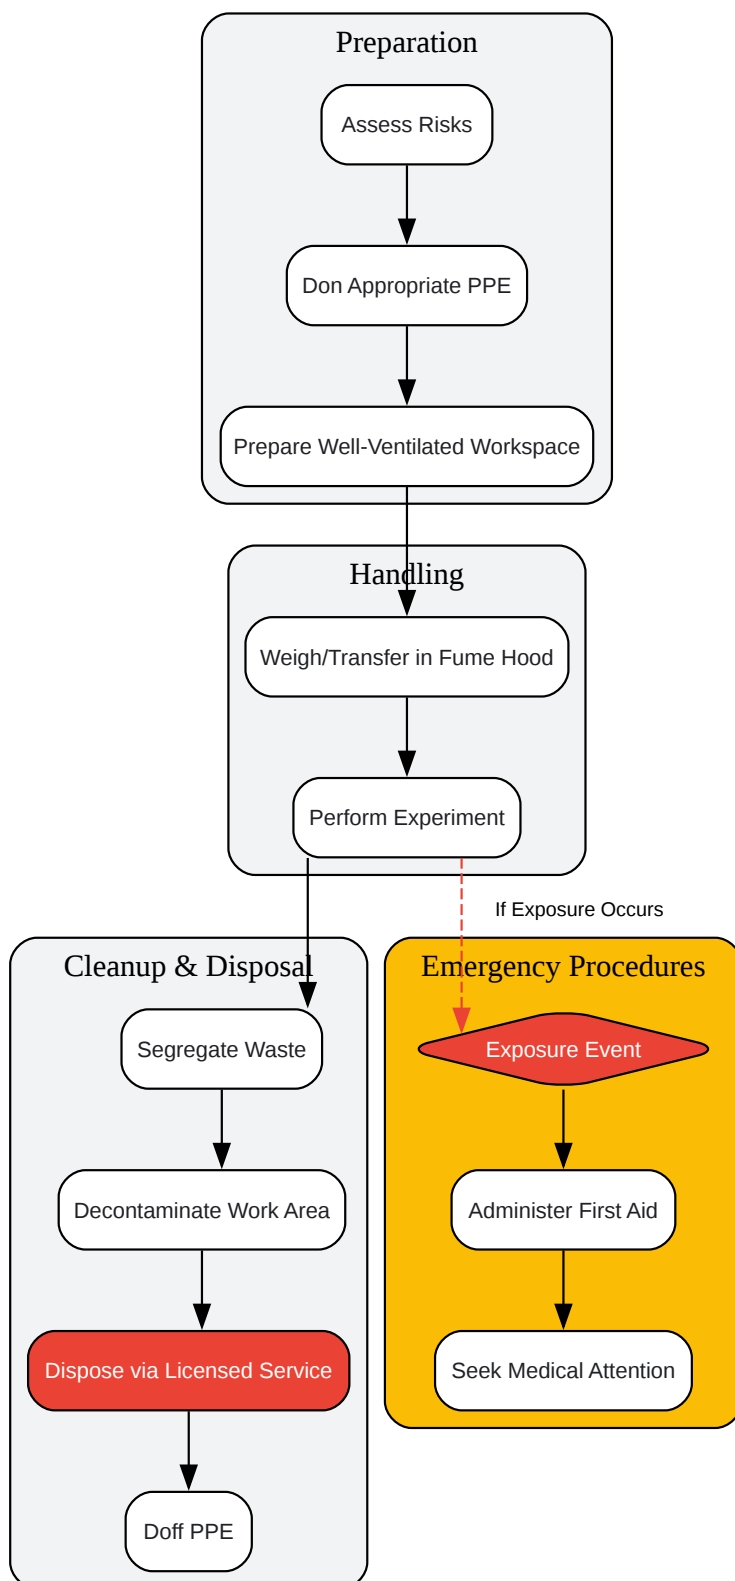 Preparation
Assess Risks
Don Appropriate PPE
Prepare Well-Ventilated Workspace
Handling
Weigh/Transfer in Fume Hood
Perform Experiment
If Exposure Occurs
Cleanup & Disposal
Segregate Waste
Decontaminate Work Area
Dispose via Licensed Service
Doff PPE
Emergency Procedures
Exposure Event
Administer First Aid
Seek Medical Attention